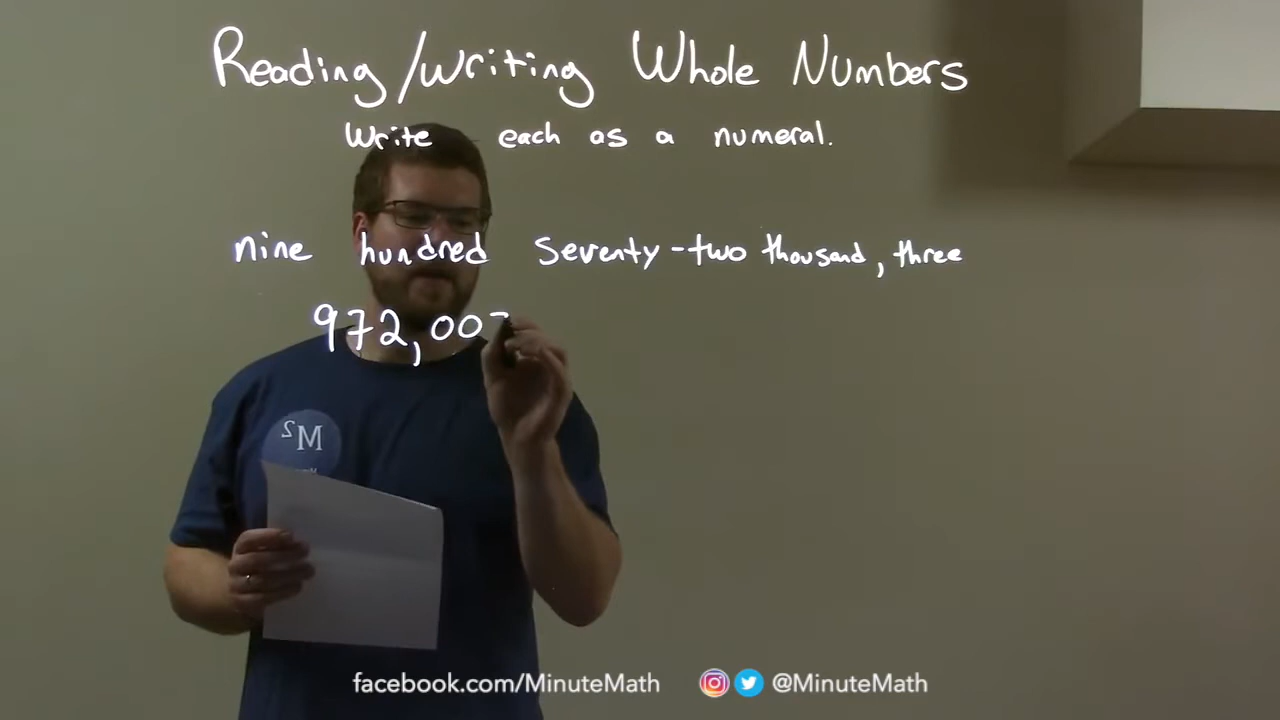 Reading/writing Whole Numbers
Write each as a numeral.
nine hundred seventy-two thousand, three
972,00
M2
facebook.com/MinuteMath @MinuteMath